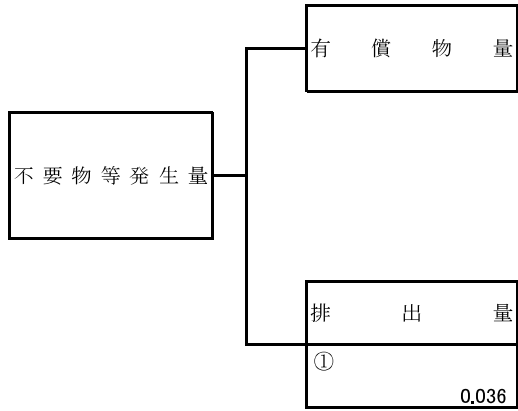 有償物量
不要物等発生量
排出量
①
0.036